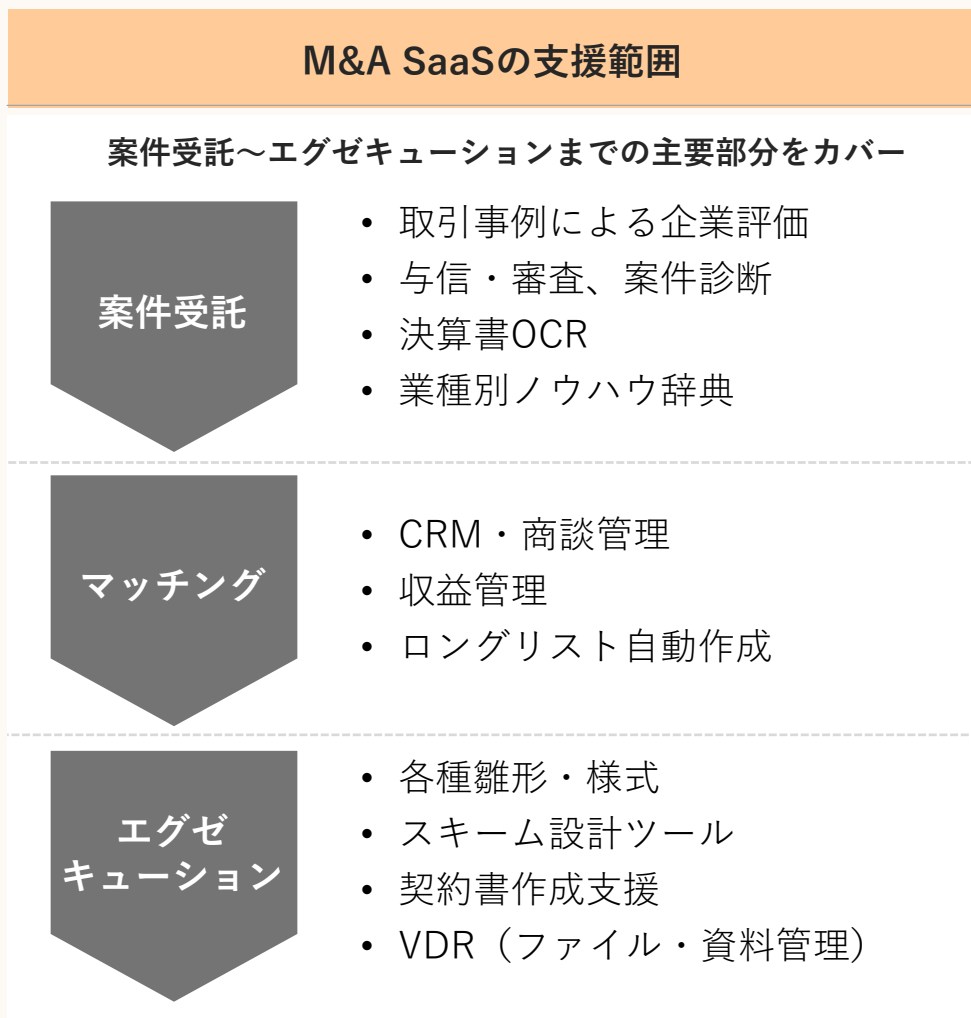 M&A SaaSの支援範囲
案件受託～エグゼキューションまでの主要部分をカバー
案件受託
• 取引事例による企業評価
• 与信・審査、案件診断
• 決算書OCR
• 業種別ノウハウ辞典
マッチング
• CRM・商談管理
• 収益管理
• ロングリスト自動作成
エグゼ
キューション
• 各種雛形・様式
• スキーム設計ツール
• 契約書作成支援
• VDR（ファイル・資料管理）